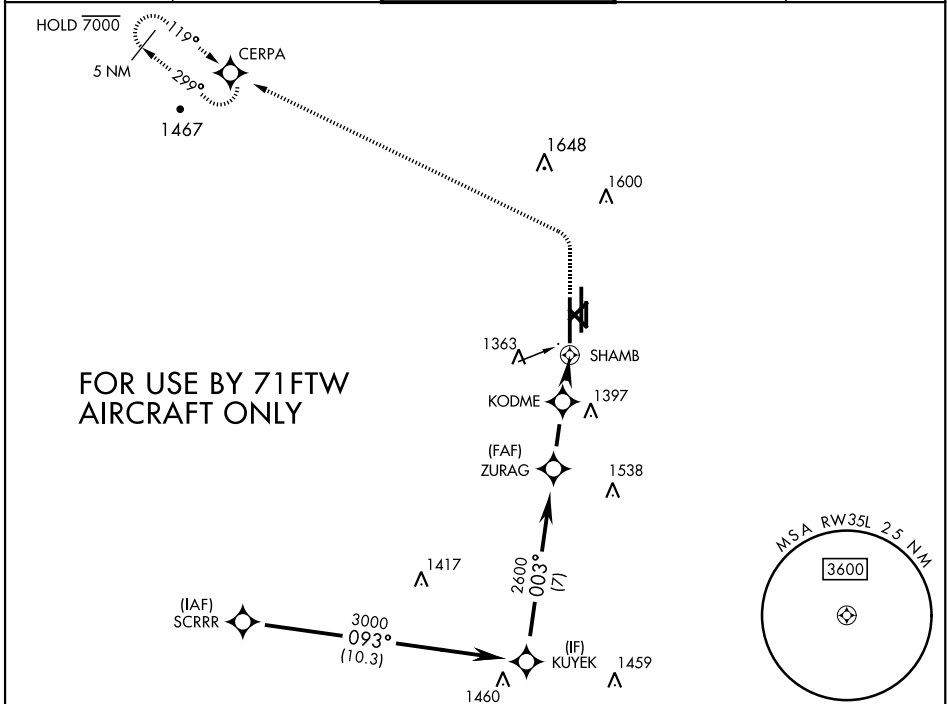 HOLD 7000
119°
CERPA
5 NM
299°
1467
1648
1600
1363
SHAMB
FOR USE BY 71FTW
AIRCRAFT ONLY
KODME
1397
(FAF)
ZURAG
1538
MSA RW35L 25 NM
3600
1417
2600
003°
(7)
(IAF)
SCRRR
3000
093°
(10.3)
(IF)
KUYEK
1459
1460